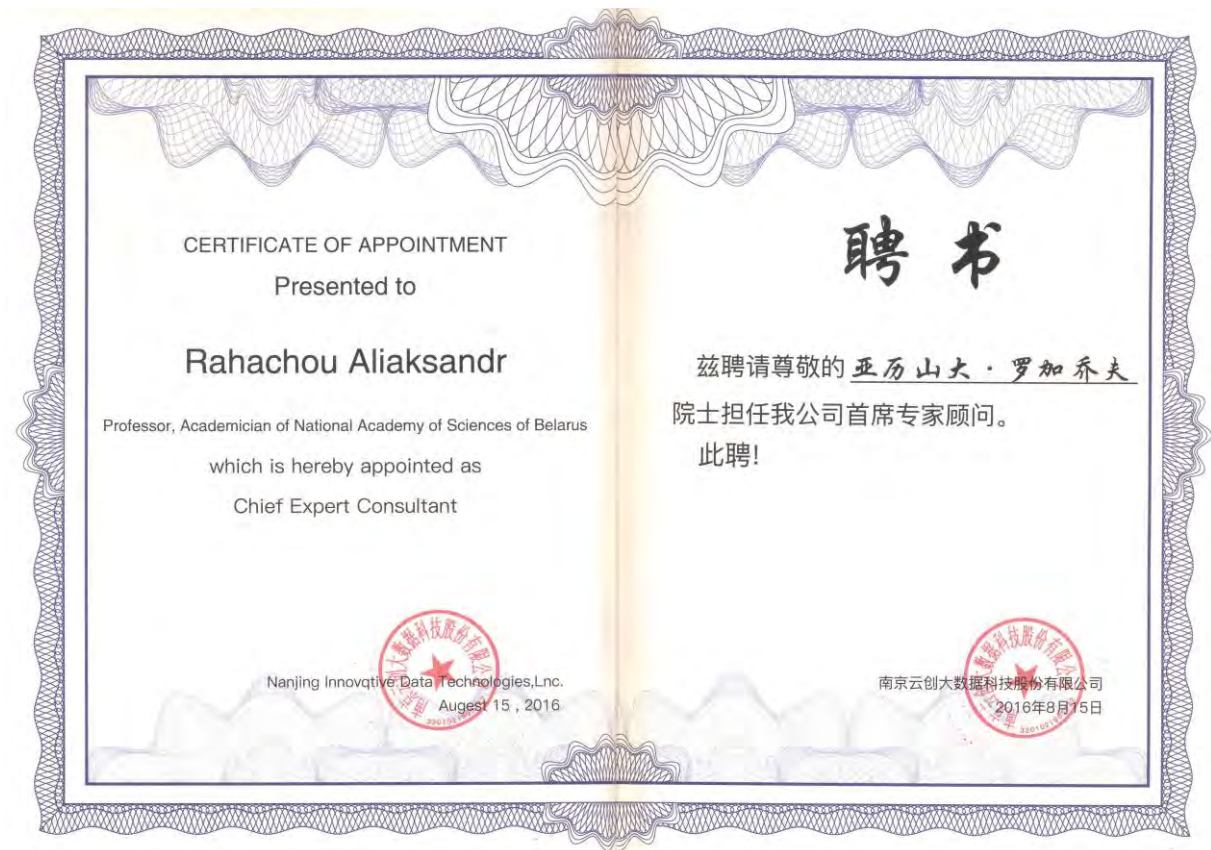 CERTIFICATE OF APPOINTMENT
Presented to
Rahachou Aliaksandr
Professor, Academician of National Academy of Sciences of Belarus
which is hereby appointed as
Chief Expert Consultant
Nanjing Innovqtive Data Technologies,Lnc.
Augest 15 , 2016
聘书
兹聘请尊敬的 亚历山大·罗加乔夫
院士担任我公司首席专家顾问。
此聘!
南京云创大数据科技股份有限公司
2016年8月15日